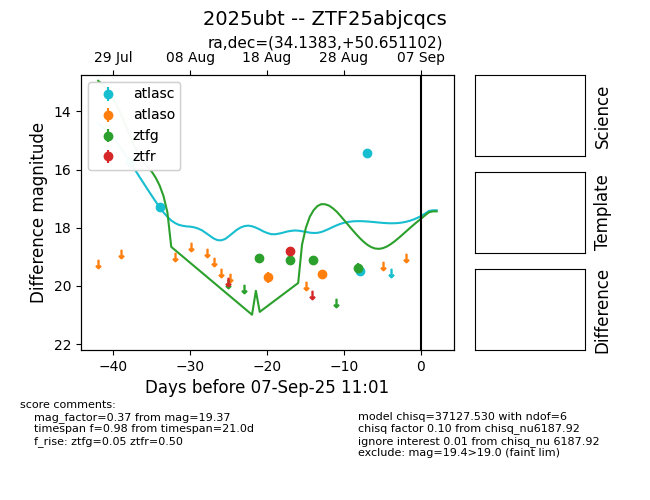 2025ubt -- ZTF25abjcqcs
ra,dec=(34.1383,+50.651102)
29 Jul 08 Aug 18 Aug 28 Aug 07 Sep
atlasc
atlaso
ztfg
ztfr
14
16
18
20
22
Difference magnitude
−40 −30 −20 −10 0
Days before 07-Sep-25 11:01
Science
Template
Difference
score comments:
mag_factor=0.37 from mag=19.37
timespan f=0.98 from timespan=21.0d
f_rise: ztfg=0.05 ztfr=0.50
model chisq=37127.530 with ndof=6
chisq factor 0.10 from chisq_nu6187.92
ignore interest 0.01 from chisq_nu 6187.92
exclude: mag=19.4>19.0 (faint lim)